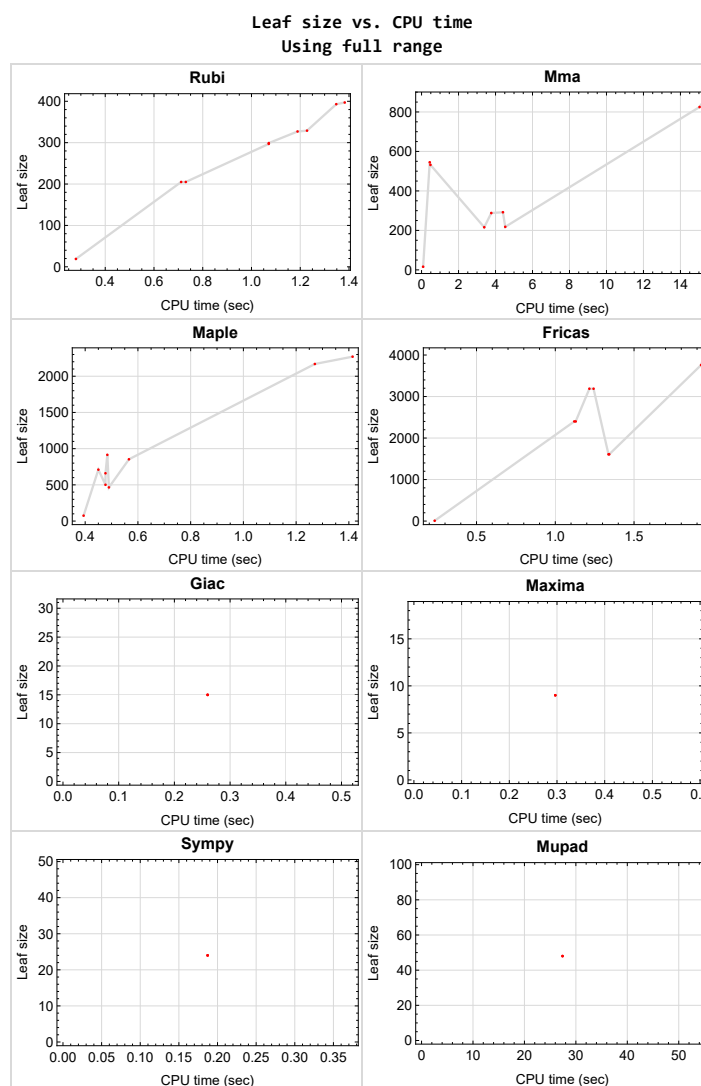 Leaf size vs. CPU time
Using full range
Rubi
Leaf size
400
300
200
100
0
0.4 0.6 0.8 1.0 1.2 1.4
CPU time (sec)
Mma
Leaf size
800
600
400
200
0
0 2 4 6 8 10 12 14
CPU time (sec)
Maple
Leaf size
2000
1500
1000
500
0
0.4 0.6 0.8 1.0 1.2 1.4
CPU time (sec)
Fricas
Leaf size
4000
3000
2000
1000
0
0.5 1.0 1.5
CPU time (sec)
Giac
Leaf size
30
25
20
15
10
5
0
0.0 0.1 0.2 0.3 0.4 0.5
CPU time (sec)
Maxima
Leaf size
15
10
5
0
0.0 0.1 0.2 0.3 0.4 0.5
CPU time (sec)
Sympy
Leaf size
50
40
30
20
10
0
0.00 0.05 0.10 0.15 0.20 0.25 0.30 0.35
CPU time (sec)
Mupad
Leaf size
100
80
60
40
20
0
0 10 20 30 40 50
CPU time (sec)